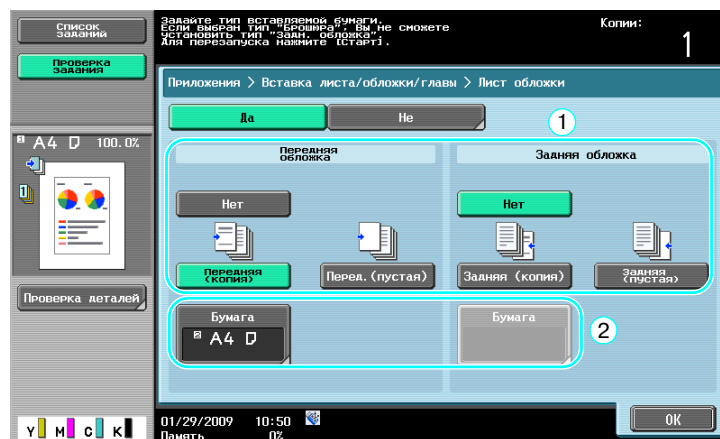 Список
заданий
Проверка
задания
Задайте тип вставляемой бумаги.
Если выбран тип "Брошюра", Вы не сможете
установить тип "Задн. обложка".
Для перезапуска нажмите [Старт].
Копии:
1
Приложения > Вставка листа/обложки/главы > Лист обложки
Да
Не
1
A4 100.0%
1
Передняя
обложка
Задняя обложка
Нет
Нет
Передняя
(копия)
Перед.(пустая)
Задняя (копия)
Задняя
(пустая)
Проверка деталей
Бумага
A4
Бумага
2
01/29/2009 10:50
Память 0%
Y M C K
OK